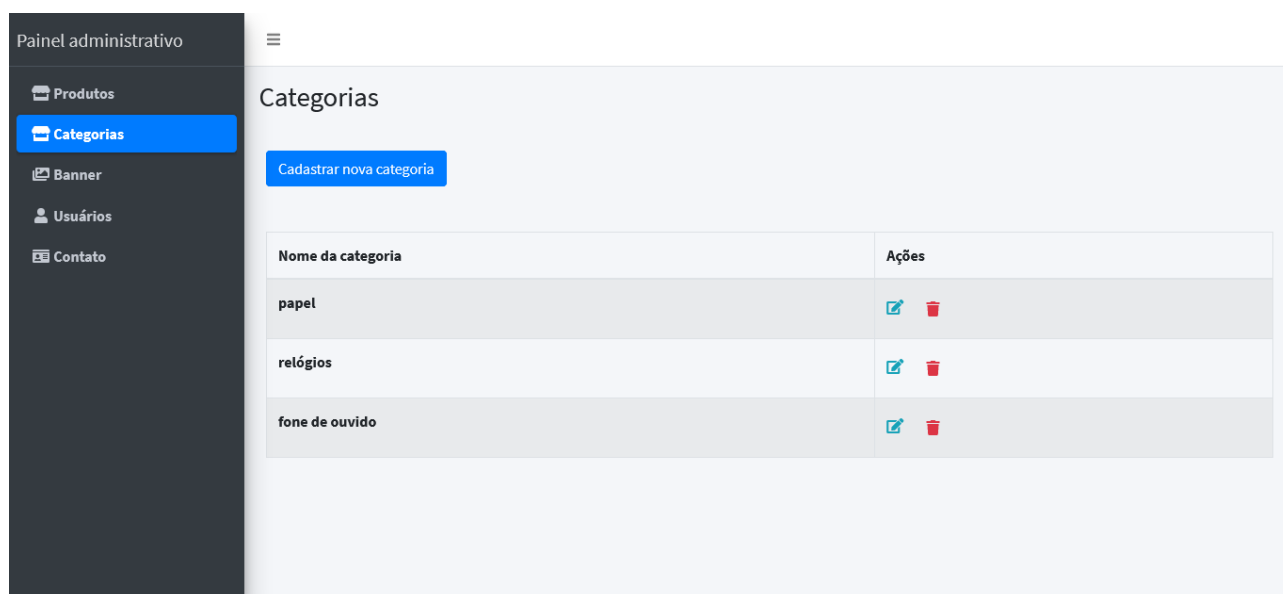 Painel administrativo
Produtos
Categorias
Banner
Usuários
Contato
Categorias
Cadastrar nova categoria
Nome da categoria Ações
papel
relógios
fone de ouvido